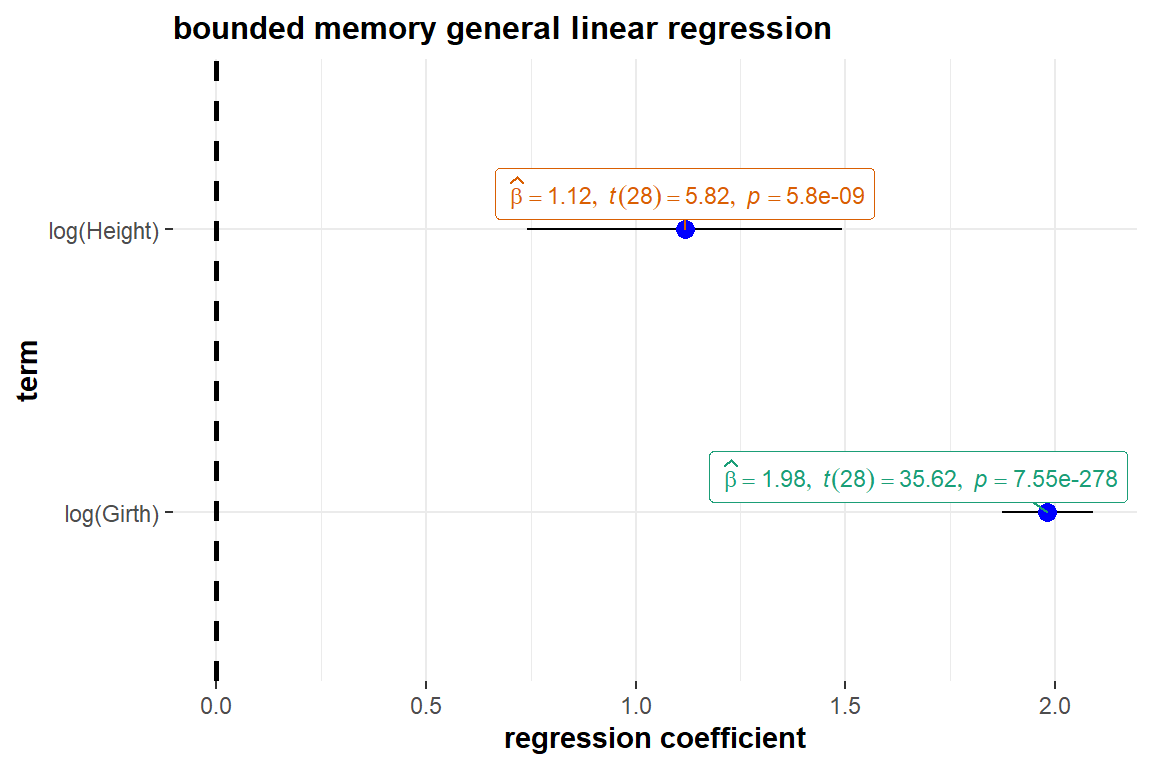 bounded memory general linear regression
β̂ = 1.12, t(28) = 5.82, p = 5.8e-09
log(Height)
term
β̂ = 1.98, t(28) = 35.62, p = 7.55e-278
log(Girth)
0.0 0.5 1.0 1.5 2.0
regression coefficient